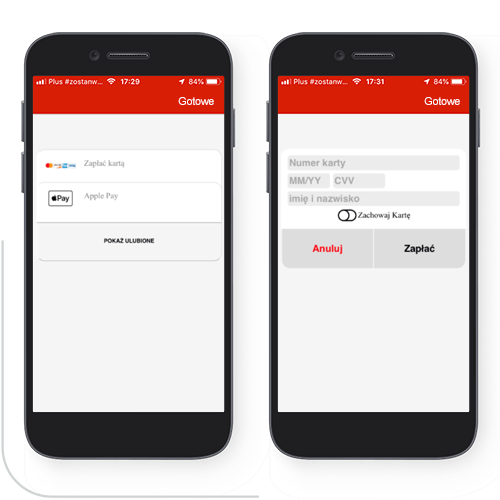 Plus #zostanw... 17:29 84%
Gotowe
Zapłać kartą
Pay Apple Pay
POKAŻ ULUBIONE
Plus #zostanw... 17:31 84%
Gotowe
Numer karty
MM/YY CVV
imię i nazwisko
Zachowaj Kartę
Anuluj Zapłać